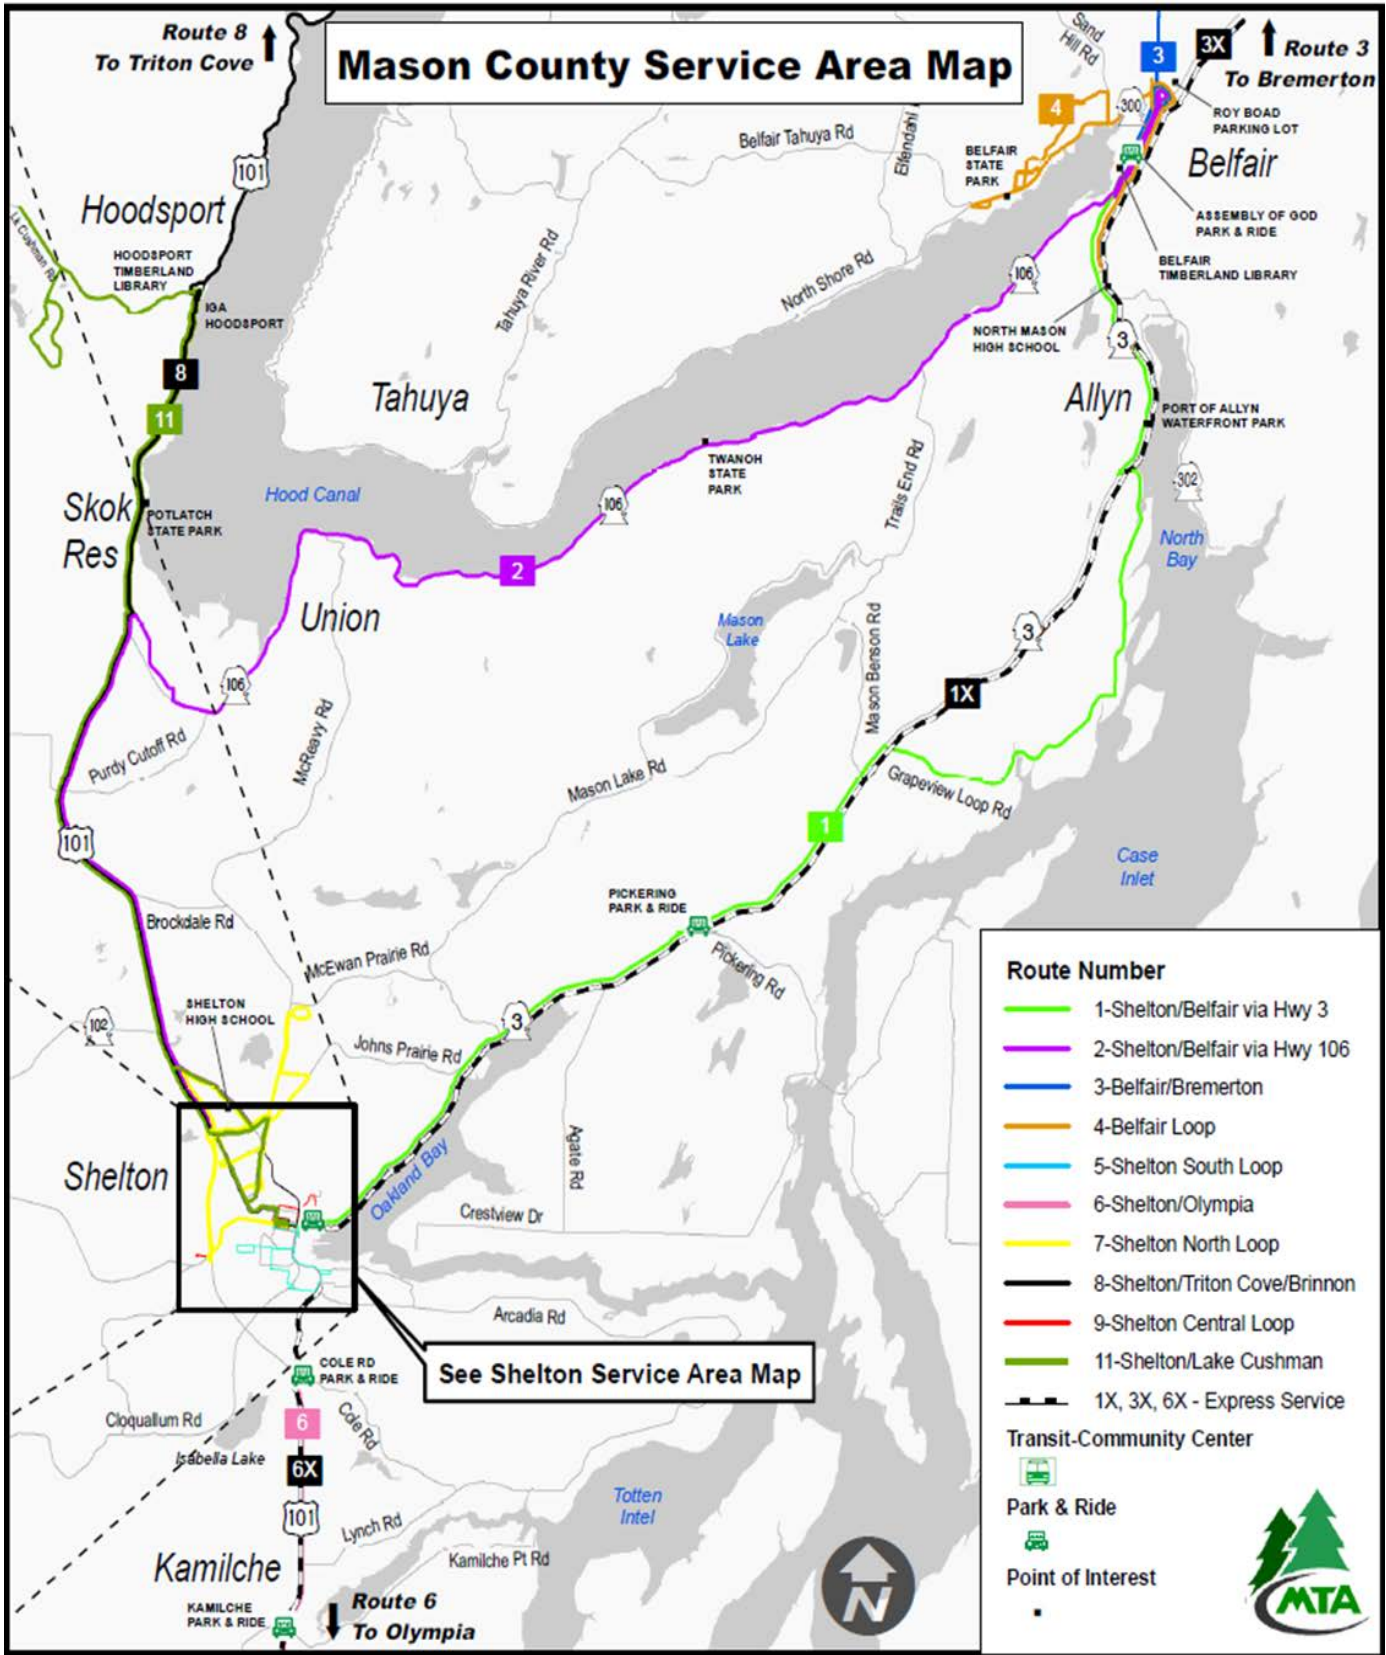 Route 8
To Triton Cove
Mason County Service Area Map
3
3X
Route 3
To Bremerton
Sand
Hill Rd
4
300
ROY BOAD
PARKING LOT
101
Belfair Tahuya Rd
Elfendahl
BELFAIR
STATE
PARK
Belfair
Hoodsport
Lk Cushman Rd
ASSEMBLY OF GOD
PARK & RIDE
HOODSPORT
TIMBERLAND
LIBRARY
Tahuya River Rd
North Shore Rd
106
BELFAIR
TIMBERLAND LIBRARY
IGA
HOODSPORT
NORTH MASON
HIGH SCHOOL
3
8
11
Tahuya
Allyn
PORT OF ALLYN
WATERFRONT PARK
TWANOH
STATE
PARK
Trails End Rd
302
Hood Canal
106
Skok
Res
POTLATCH
STATE PARK
North
Bay
2
Union
Mason
Lake
Mason Benson Rd
3
106
1X
McReavy Rd
Purdy Cutoff Rd
Mason Lake Rd
Grapeview Loop Rd
1
101
Case
Inlet
PICKERING
PARK & RIDE
Brockdale Rd
McEwan Prairie Rd
Pickering Rd
SHELTON
HIGH SCHOOL
102
3
Johns Prairie Rd
Agate Rd
Shelton
Oakland Bay
Crestview Dr
Arcadia Rd
COLE RD
PARK & RIDE
See Shelton Service Area Map
Cloquallum Rd
6
Cole Rd
Isabella Lake
6X
101
Totten
Intel
Lynch Rd
Kamilche
Kamilche Pt Rd
KAMILCHE
PARK & RIDE
Route 6
To Olympia
N
Route Number
1-Shelton/Belfair via Hwy 3
2-Shelton/Belfair via Hwy 106
3-Belfair/Bremerton
4-Belfair Loop
5-Shelton South Loop
6-Shelton/Olympia
7-Shelton North Loop
8-Shelton/Triton Cove/Brinnon
9-Shelton Central Loop
11-Shelton/Lake Cushman
1X, 3X, 6X - Express Service
Transit-Community Center
Park & Ride
Point of Interest
MTA